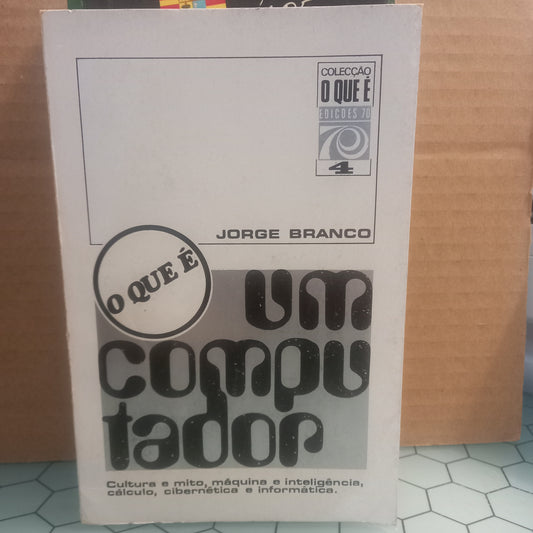 COLECÇÃO
O QUE É
EDIÇÕES 70
4
JORGE BRANCO
O QUE É
um
compu
tador
Cultura e mito, máquina e inteligência,
cálculo, cibernética e informática.